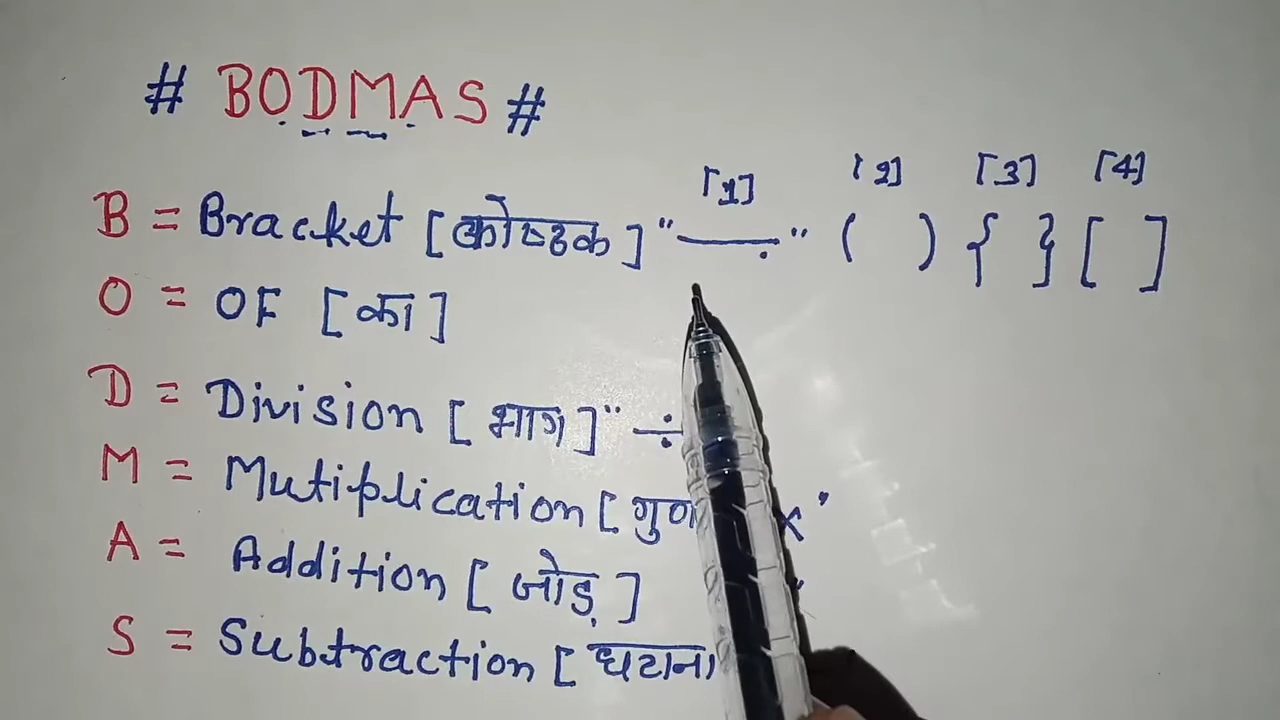 # BODMAS #
[1] [2] [3] [4]
B = Bracket [कोष्ठक] "—" ( ) { } [ ]
O = OF [का]
D = Division [भाग] " ÷
M = Mutiplication [गुणा x "
A = Addition [जोड़]
S = Subtraction [घटाना